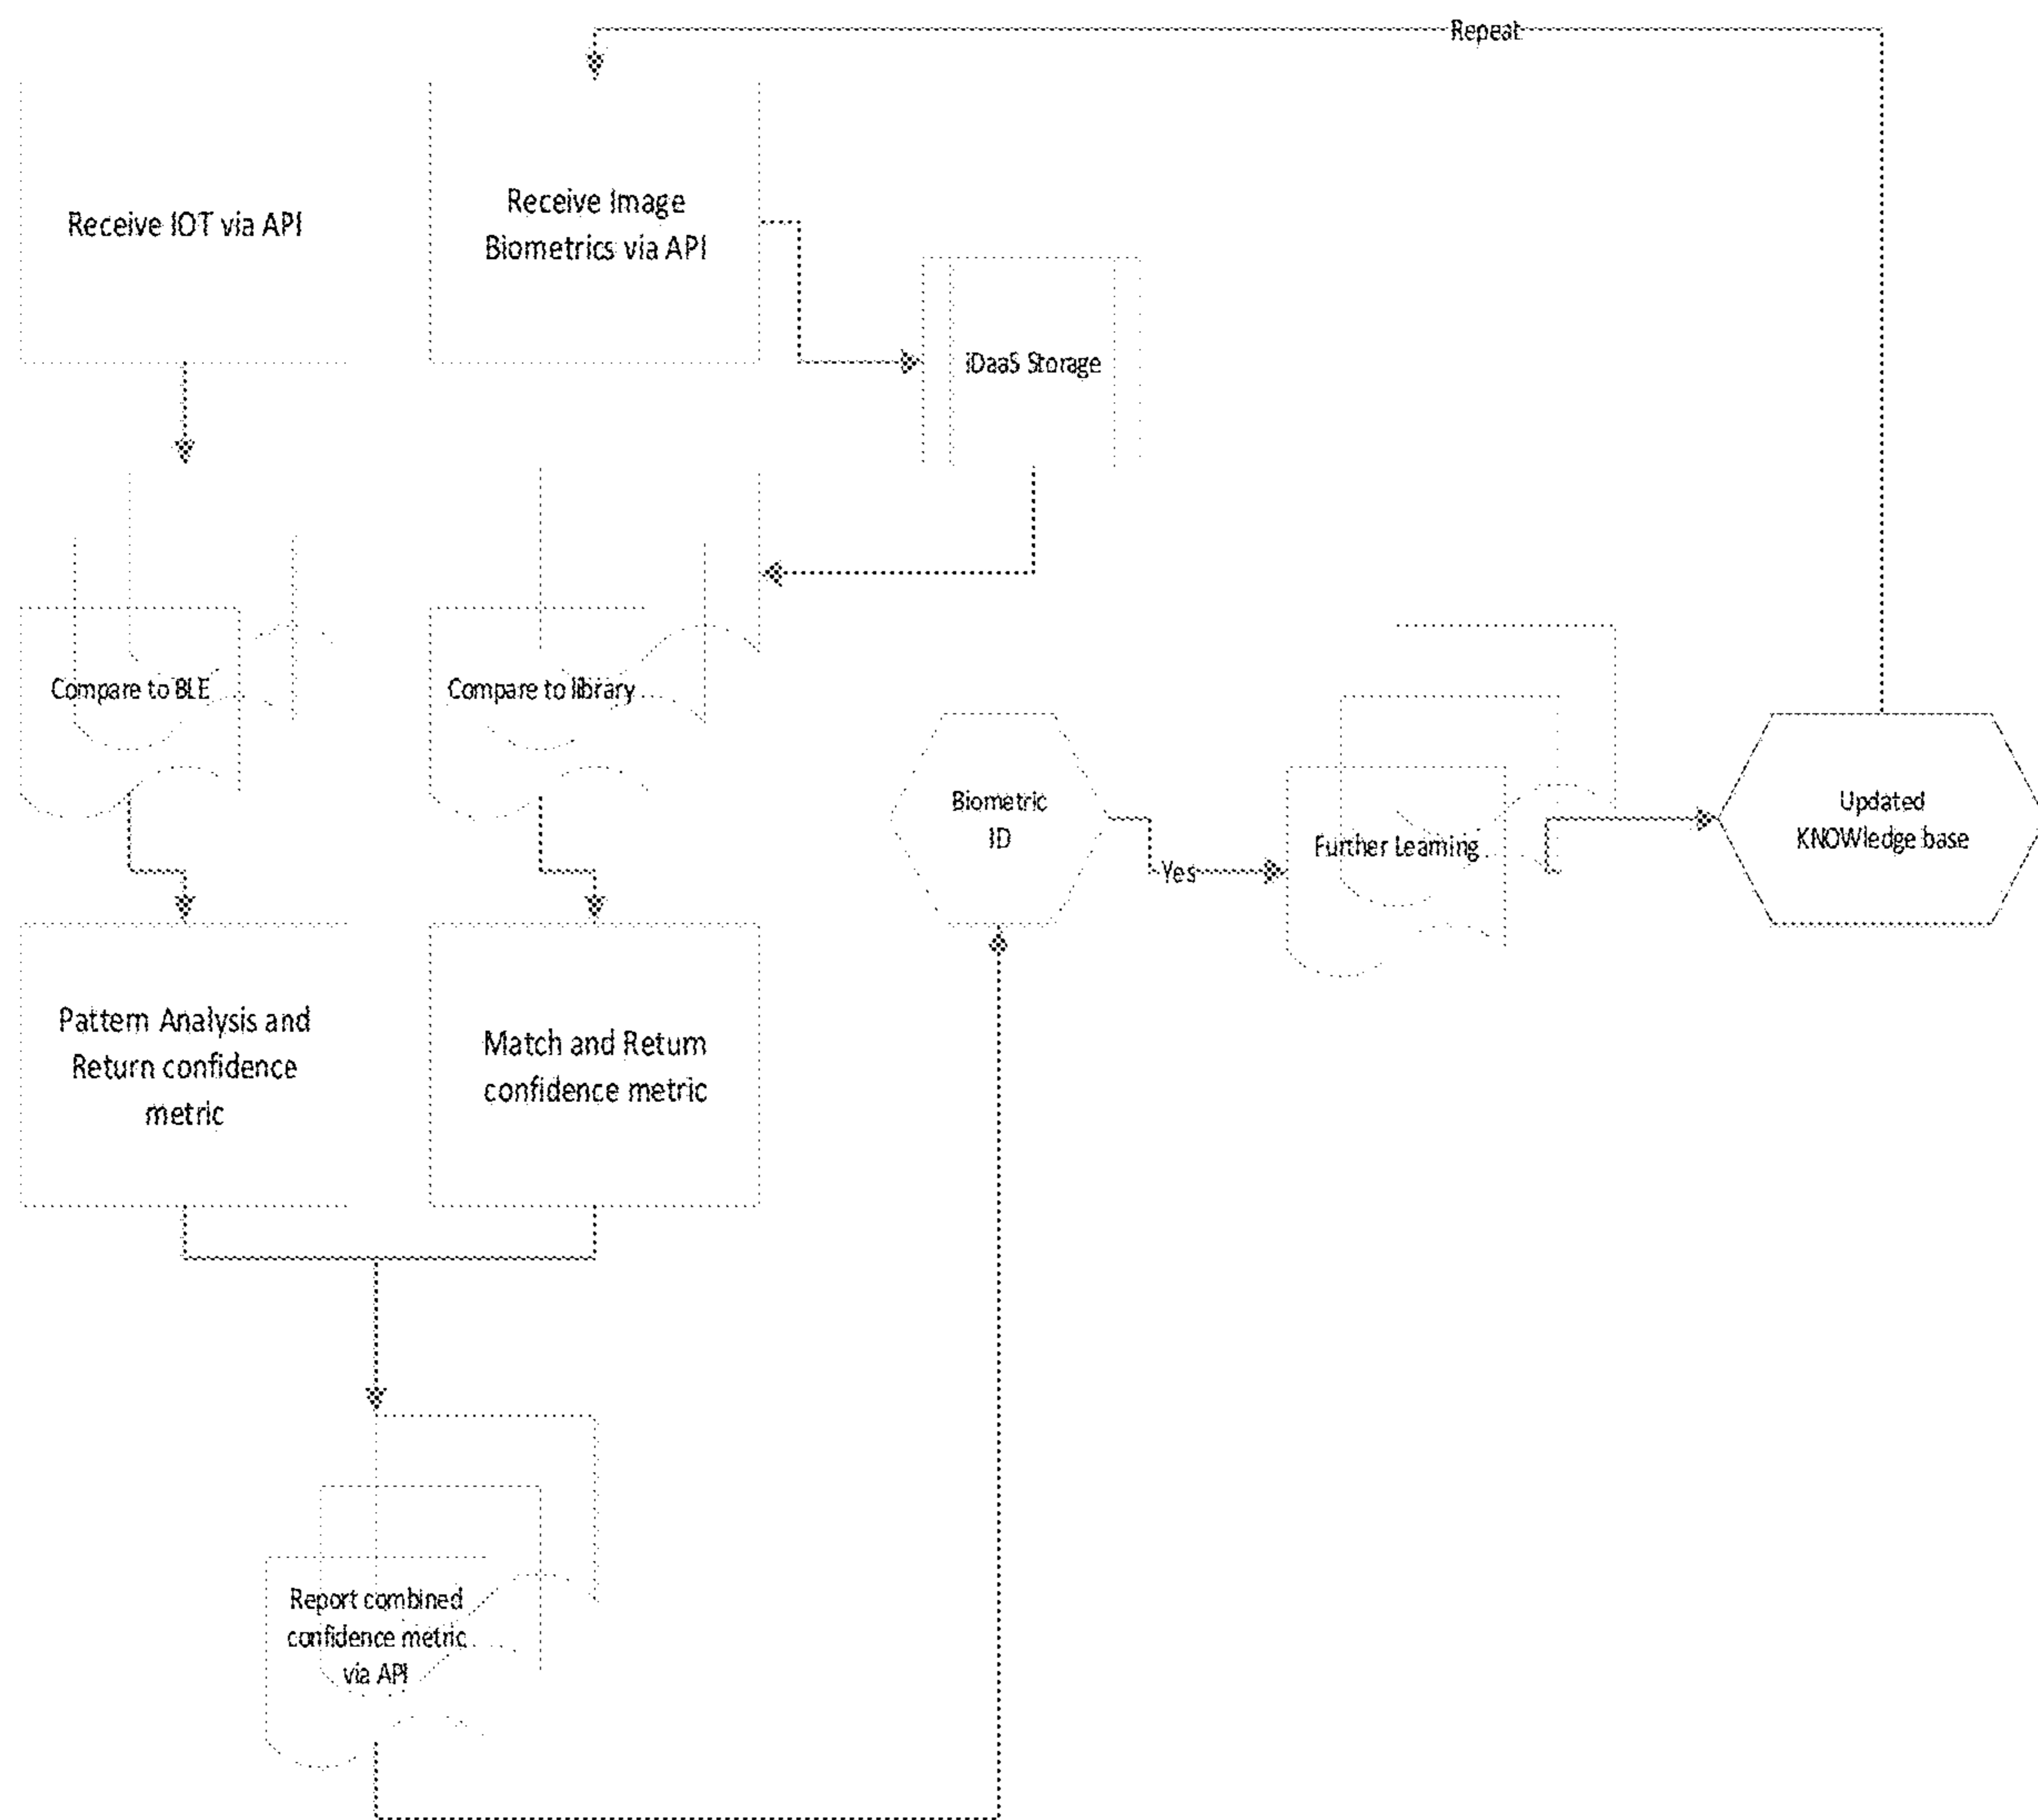 Repeat
Receive IOT via API
Receive Image
Biometrics via API
iDaaS Storage
Compare to BLE
Compare to library
Biometric
ID
Yes
Further Learning
Updated
KNOWledge base
Pattern Analysis and
Return confidence
metric
Match and Return
confidence metric
Report combined
confidence metric
via API